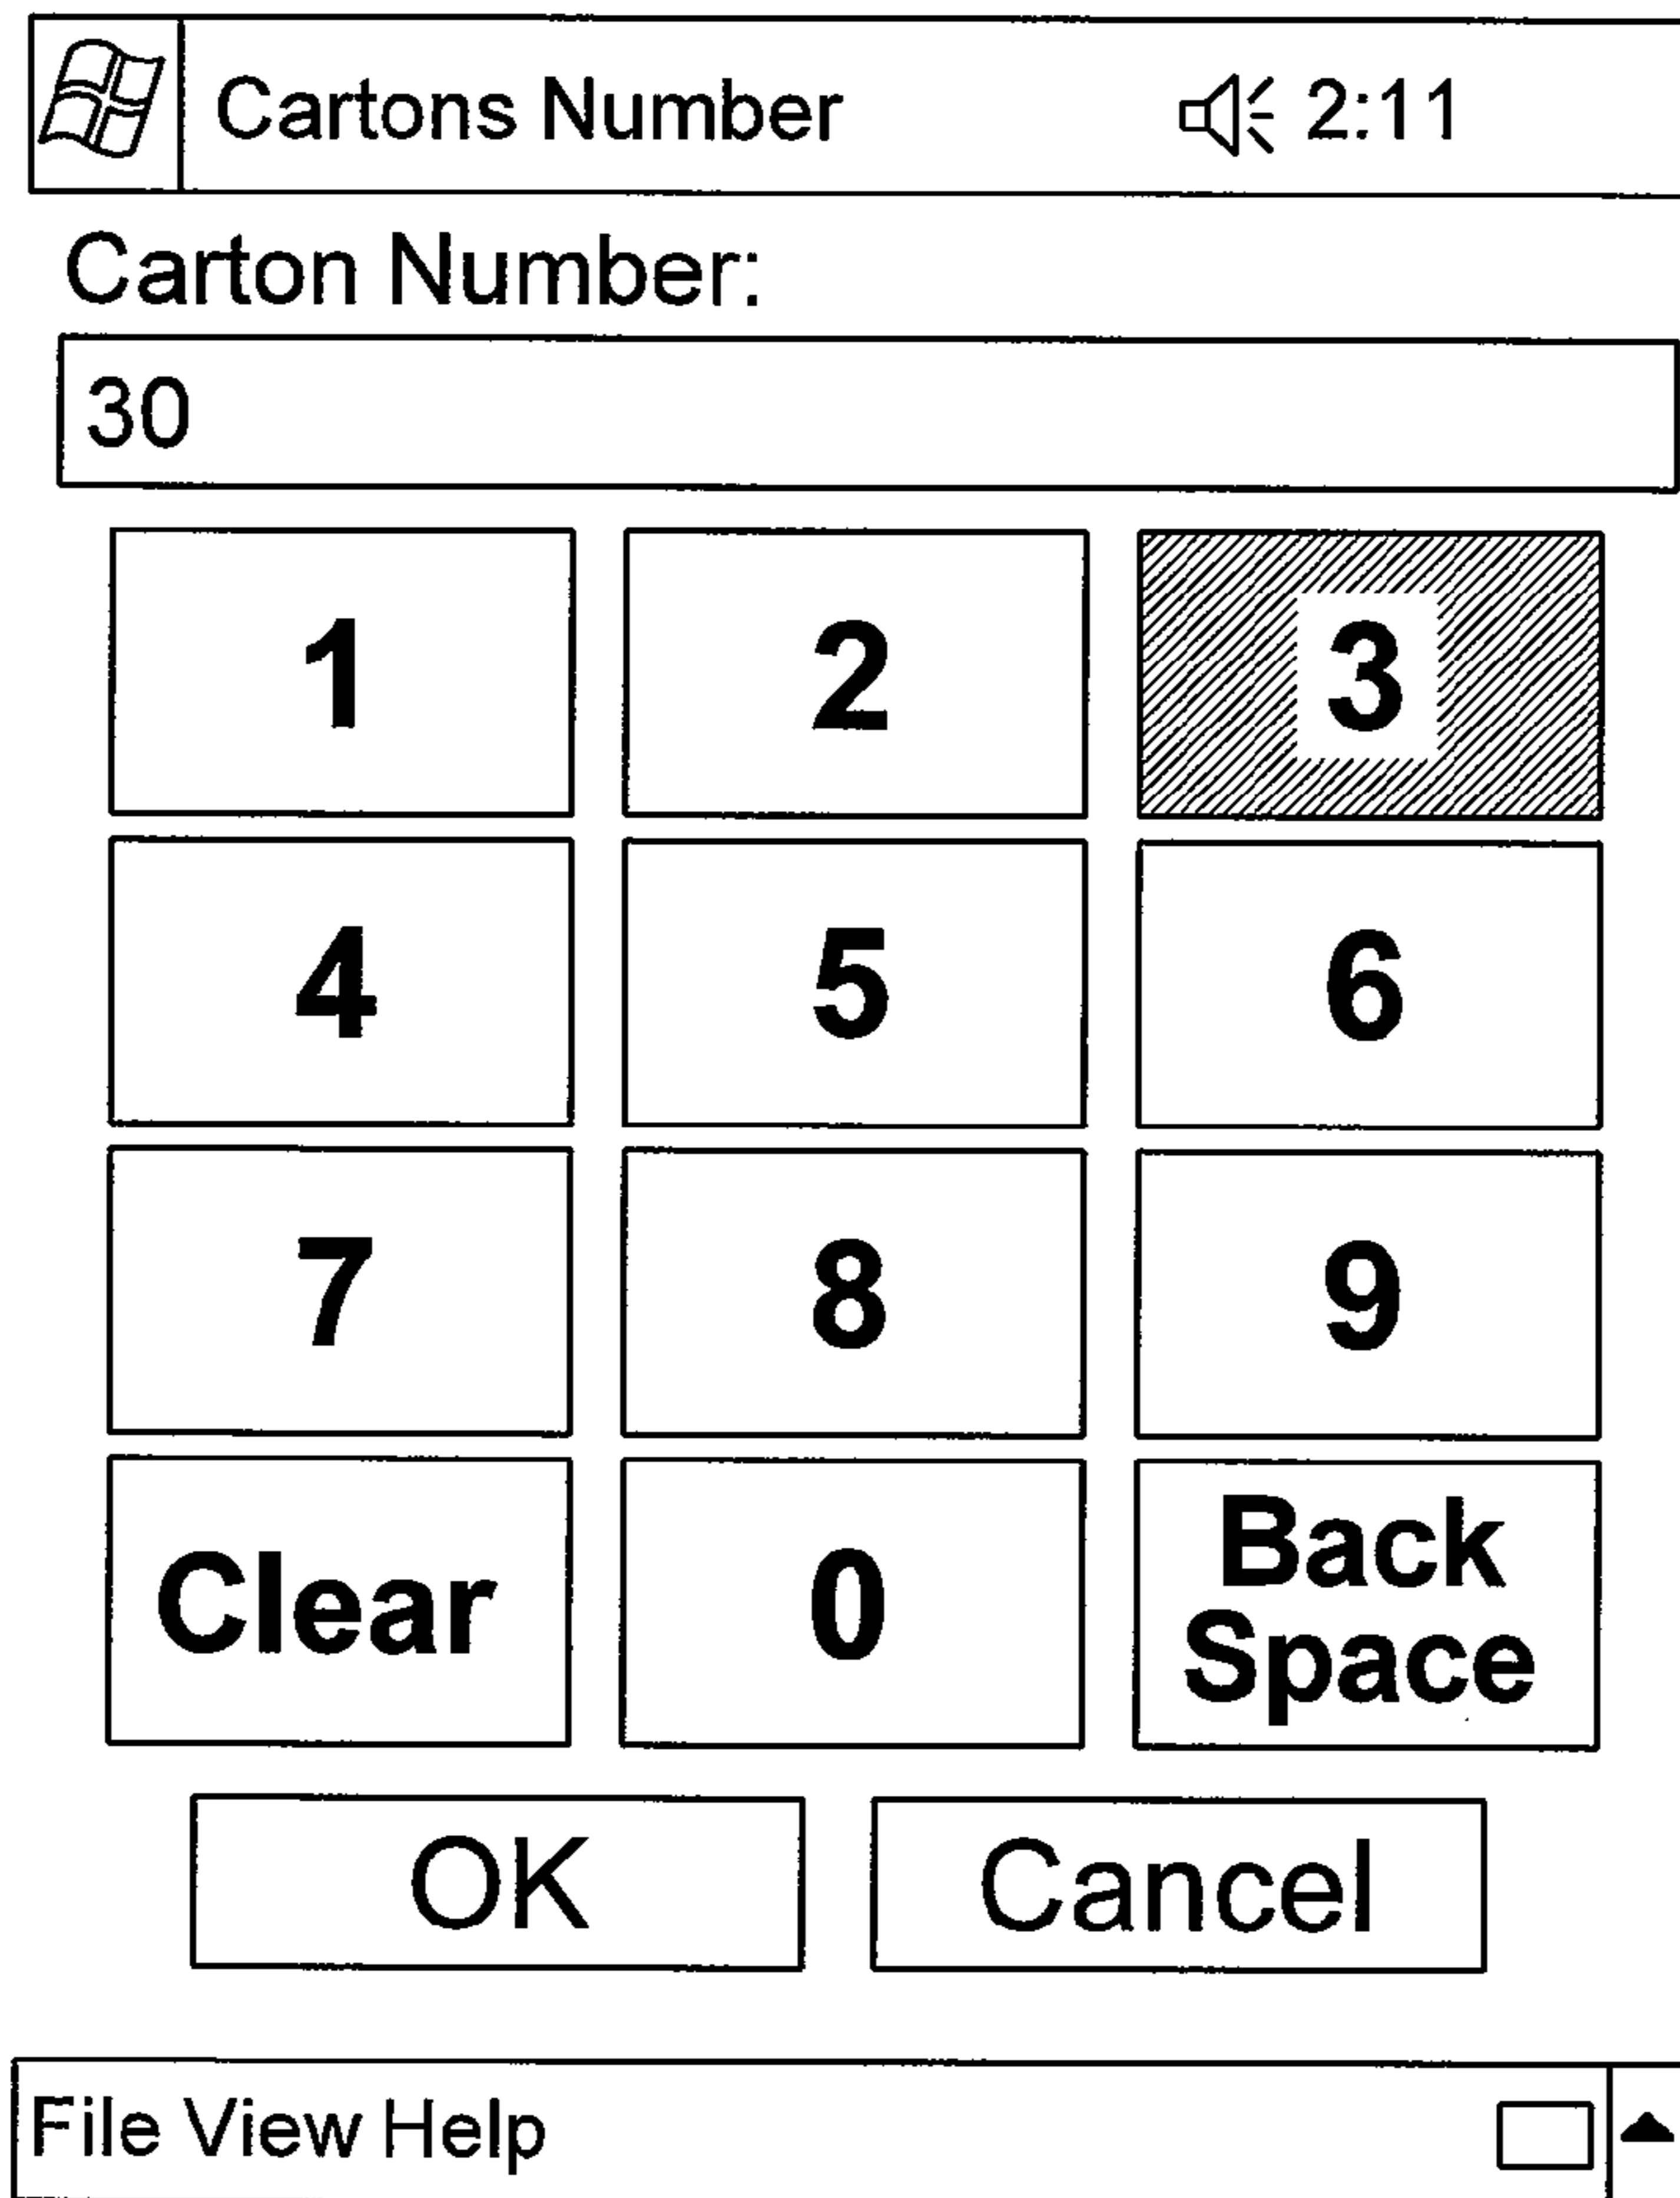 Cartons Number 2:11
Carton Number:
30
1 2 3
4 5 6
7 8 9
Clear 0 Back Space
OK Cancel
File View Help